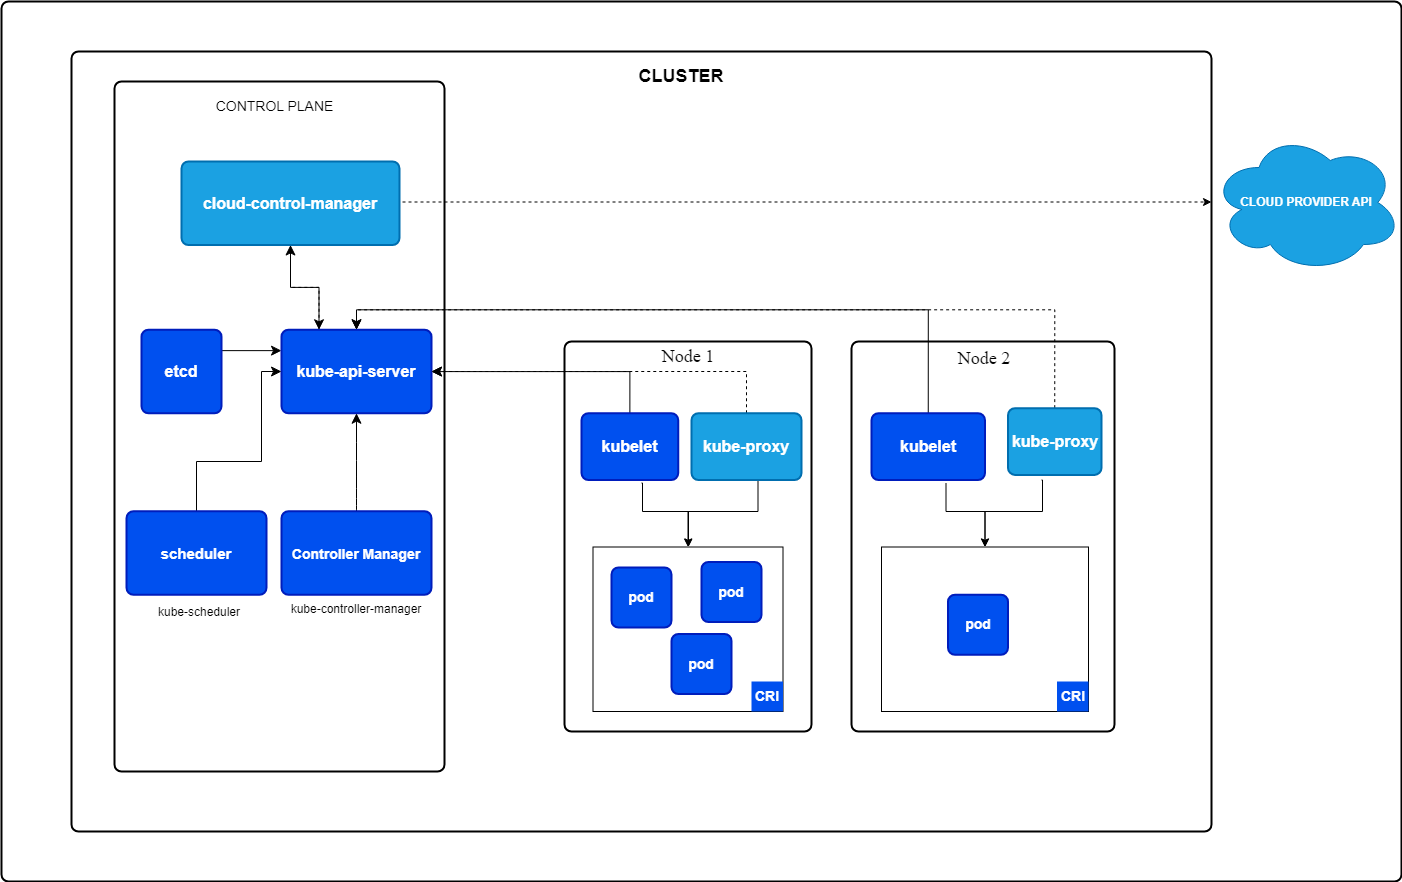 CLUSTER
CONTROL PLANE
cloud-control-manager
CLOUD PROVIDER API
etcd
kube-api-server
scheduler
kube-scheduler
Controller Manager
kube-controller-manager
Node 1
kubelet
kube-proxy
pod
pod
pod
CRI
Node 2
kubelet
kube-proxy
pod
CRI